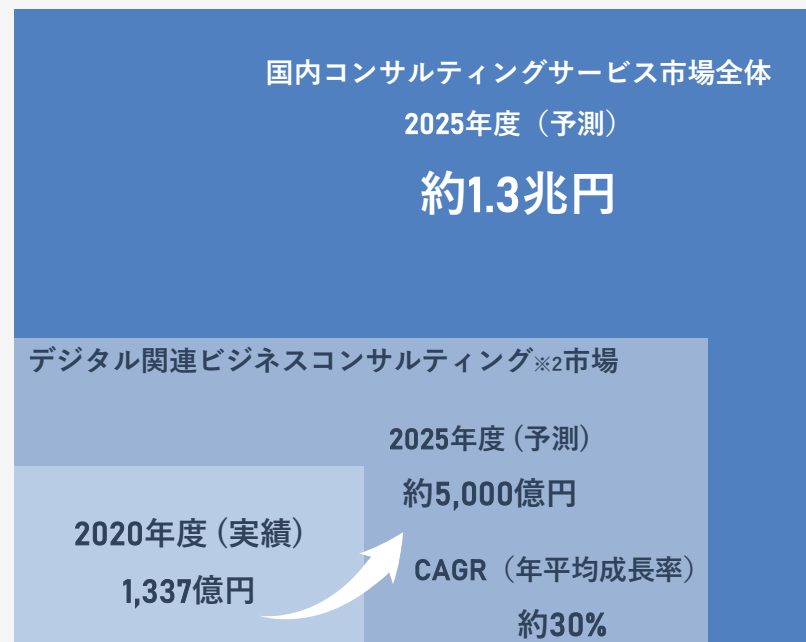 国内コンサルティングサービス市場全体
2025年度（予測）
約1.3兆円
デジタル関連ビジネスコンサルティング※2市場
2025年度（予測）
約5,000億円
2020年度（実績）
1,337億円
CAGR（年平均成長率）
約30%